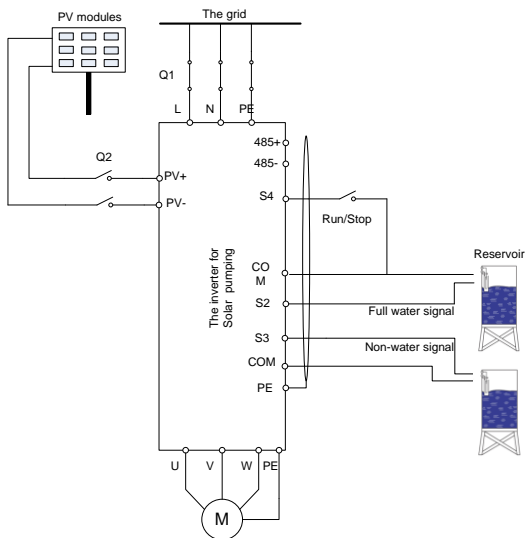 PV modules
The grid
Q1
L N PE
485+
485-
Q2
PV+
S4
PV-
Run/Stop
The inverter for
Solar pumping
Reservoir
CO
M
S2
Full water signal
S3
Non-water signal
COM
PE
U V W PE
M